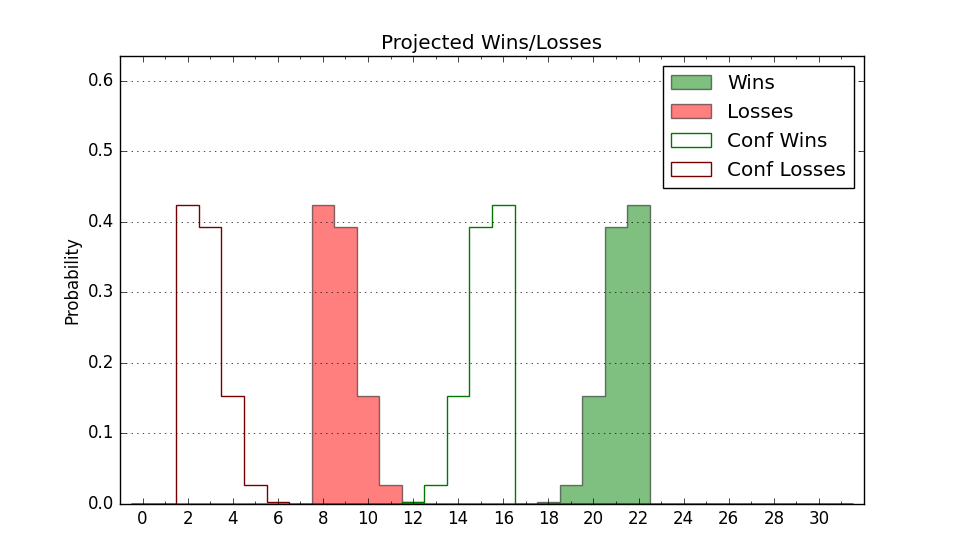 Projected Wins/Losses
0.6
0.5
0.4
0.3
0.2
0.1
0.0
Probability
Wins
Losses
Conf Wins
Conf Losses
0 2 4 6 8 10 12 14 16 18 20 22 24 26 28 30